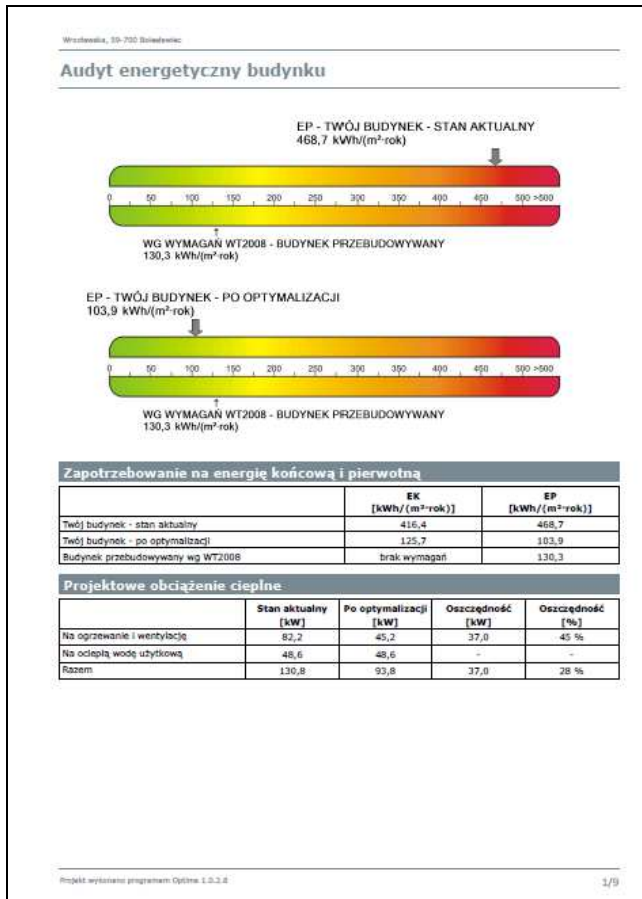 Wrocławska, 59-700 Bolesławiec
Audyt energetyczny budynku
EP - TWÓJ BUDYNEK - STAN AKTUALNY
468,7 kWh/(m²·rok)
0 50 100 150 200 250 300 350 400 450 500 >500
WG WYMAGAŃ WT2008 - BUDYNEK PRZEBUDOWYWANY
130,3 kWh/(m²·rok)
EP - TWÓJ BUDYNEK - PO OPTYMALIZACJI
103,9 kWh/(m²·rok)
0 50 100 150 200 250 300 350 400 450 500 >500
WG WYMAGAŃ WT2008 - BUDYNEK PRZEBUDOWYWANY
130,3 kWh/(m²·rok)
Zapotrzebowanie na energię końcową i pierwotną
EK EP
[kWh/(m²·rok)] [kWh/(m²·rok)]
Twój budynek - stan aktualny 416,4 468,7
Twój budynek - po optymalizacji 125,7 103,9
Budynek przebudowywany wg WT2008 brak wymagań 130,3
Projektowe obciążenie cieplne
Stan aktualny Po optymalizacji Oszczędność Oszczędność
[kW] [kW] [kW] [%]
Na ogrzewanie i wentylację 82,2 45,2 37,0 45 %
Na ciepłą wodę użytkową 48,6 48,6 - -
Razem 130,8 93,8 37,0 28 %
Projekt wykonano programem Optima 1.0.2.8 1/9